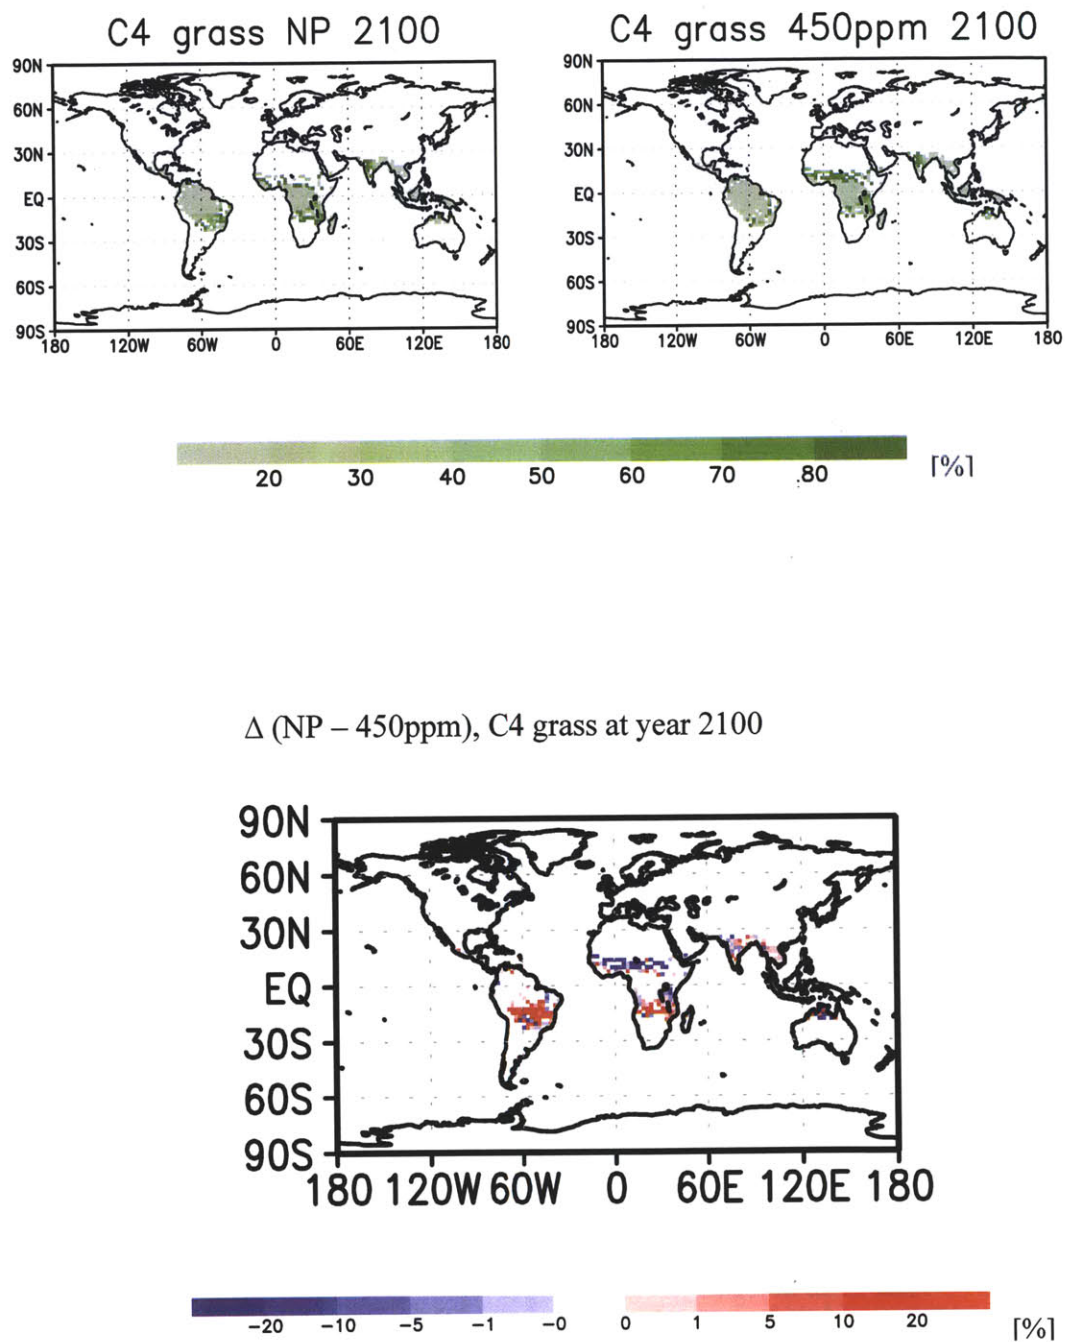 C4 grass NP 2100
90N
60N
30N
EQ
30S
60S
90S
180 120W 60W 0 60E 120E 180
C4 grass 450ppm 2100
90N
60N
30N
EQ
30S
60S
90S
180 120W 60W 0 60E 120E 180
20 30 40 50 60 70 80 [%]
Δ (NP – 450ppm), C4 grass at year 2100
90N
60N
30N
EQ
30S
60S
90S
180 120W 60W 0 60E 120E 180
-20 -10 -5 -1 -0 0 1 5 10 20 [%]